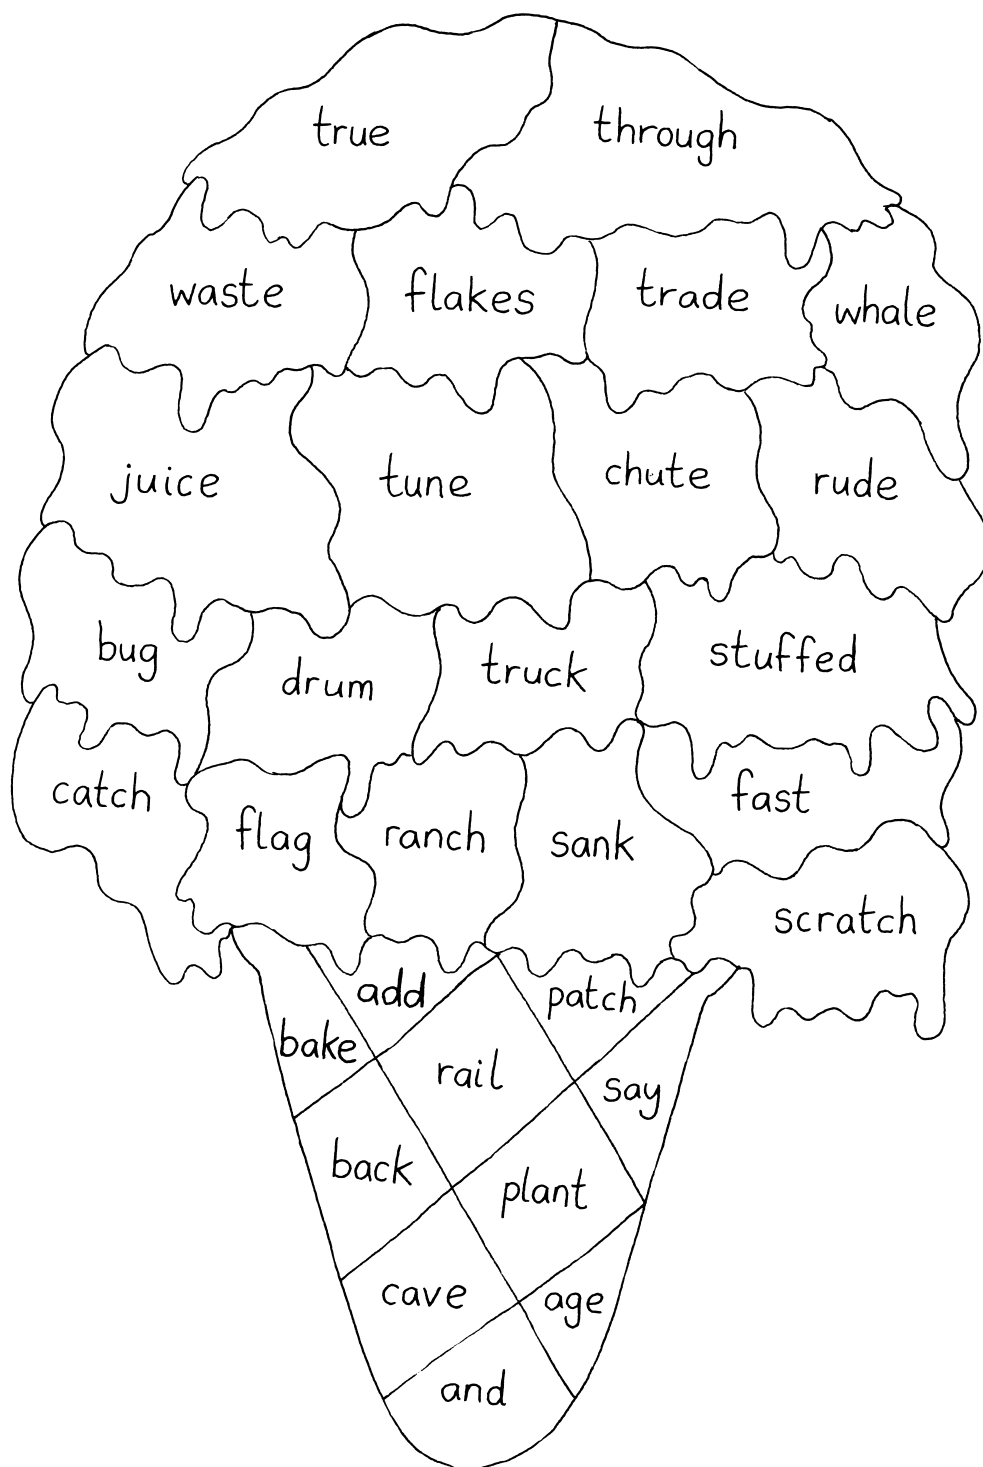 true through
waste flakes trade whale
juice tune chute rude
bug drum truck stuffed
catch flag ranch sank fast
scratch
add patch
bake rail say
back plant
cave age
and